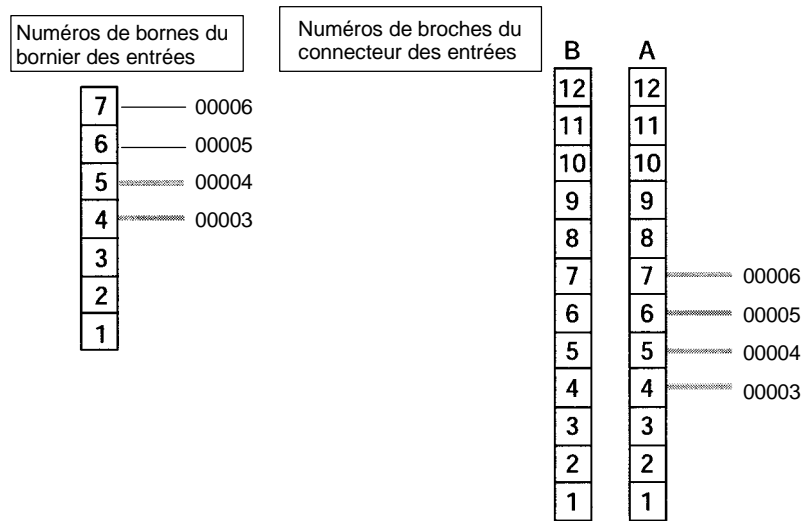 Numéros de bornes du
bornier des entrées
7 00006
6 00005
5 00004
4 00003
3
2
1
Numéros de broches du
connecteur des entrées
B A
12 12
11 11
10 10
9 9
8 8
7 7 00006
6 6 00005
5 5 00004
4 4 00003
3 3
2 2
1 1